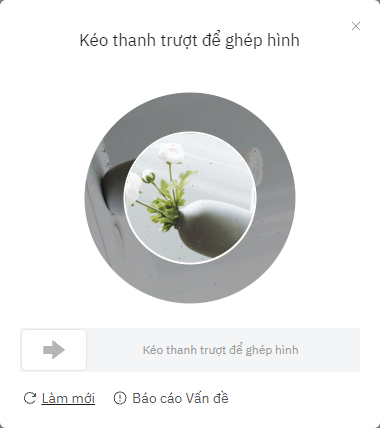 Kéo thanh trượt để ghép hình
Kéo thanh trượt để ghép hình
Làm mới
Báo cáo Vấn đề